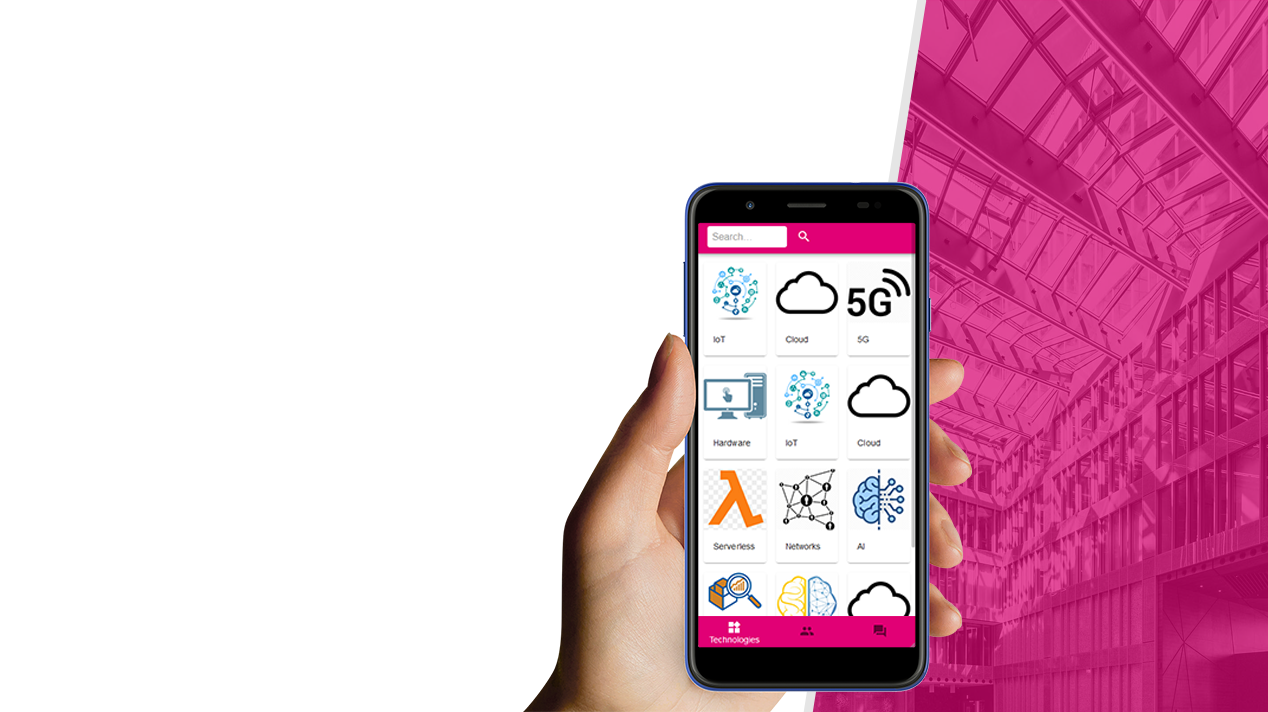 Search...
5G
IoT
Cloud
5G
Hardware
IoT
Cloud
λ
Serverless
Networks
AI
Technologies